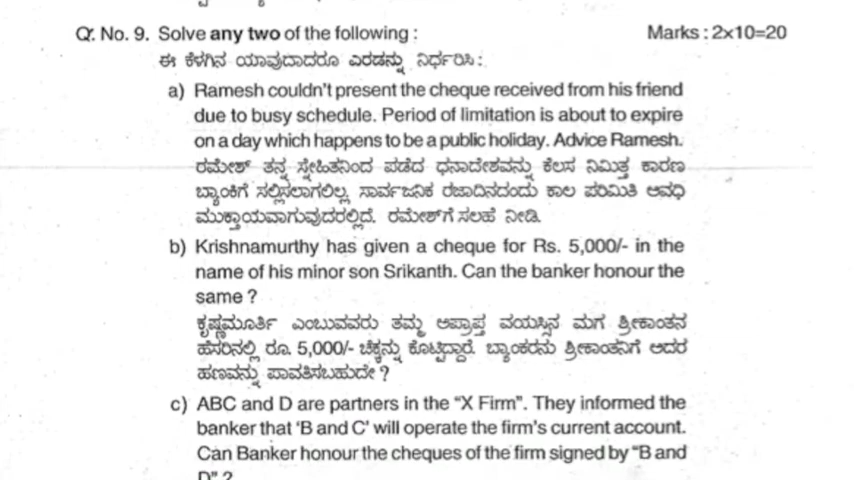 Q. No. 9. Solve any two of the following : Marks : 2x10=20
ಈ ಕೆಳಗಿನ ಯಾವುದಾದರೂ ಎರಡನ್ನು ನಿರ್ಧರಿಸಿ :
a) Ramesh couldn't present the cheque received from his friend
due to busy schedule. Period of limitation is about to expire
on a day which happens to be a public holiday. Advice Ramesh.
ರಮೇಶ್ ತನ್ನ ಸ್ನೇಹಿತನಿಂದ ಪಡೆದ ಧನಾದೇಶವನ್ನು ಕೆಲಸ ನಿಮಿತ್ತ ಕಾರಣ
ಬ್ಯಾಂಕಿಗೆ ಸಲ್ಲಿಸಲಾಗಲಿಲ್ಲ. ಸಾರ್ವಜನಿಕ ರಜಾದಿನದಂದು ಕಾಲ ಪರಿಮಿತಿ ಅವಧಿ
ಮುಕ್ತಾಯವಾಗುವುದರಲ್ಲಿದೆ. ರಮೇಶ್‌ಗೆ ಸಲಹೆ ನೀಡಿ.
b) Krishnamurthy has given a cheque for Rs. 5,000/- in the
name of his minor son Srikanth. Can the banker honour the
same ?
ಕೃಷ್ಣಮೂರ್ತಿ ಎಂಬುವವರು ತಮ್ಮ ಅಪ್ರಾಪ್ತ ವಯಸ್ಸಿನ ಮಗ ಶ್ರೀಕಾಂತನ
ಹೆಸರಿನಲ್ಲಿ ರೂ. 5,000/- ಚೆಕ್ಕನ್ನು ಕೊಟ್ಟಿದ್ದಾರೆ. ಬ್ಯಾಂಕರನು ಶ್ರೀಕಾಂತನಿಗೆ ಅದರ
ಹಣವನ್ನು ಪಾವತಿಸಬಹುದೇ ?
c) ABC and D are partners in the "X Firm". They informed the
banker that 'B and C' will operate the firm's current account.
Can Banker honour the cheques of the firm signed by "B and
D" ?